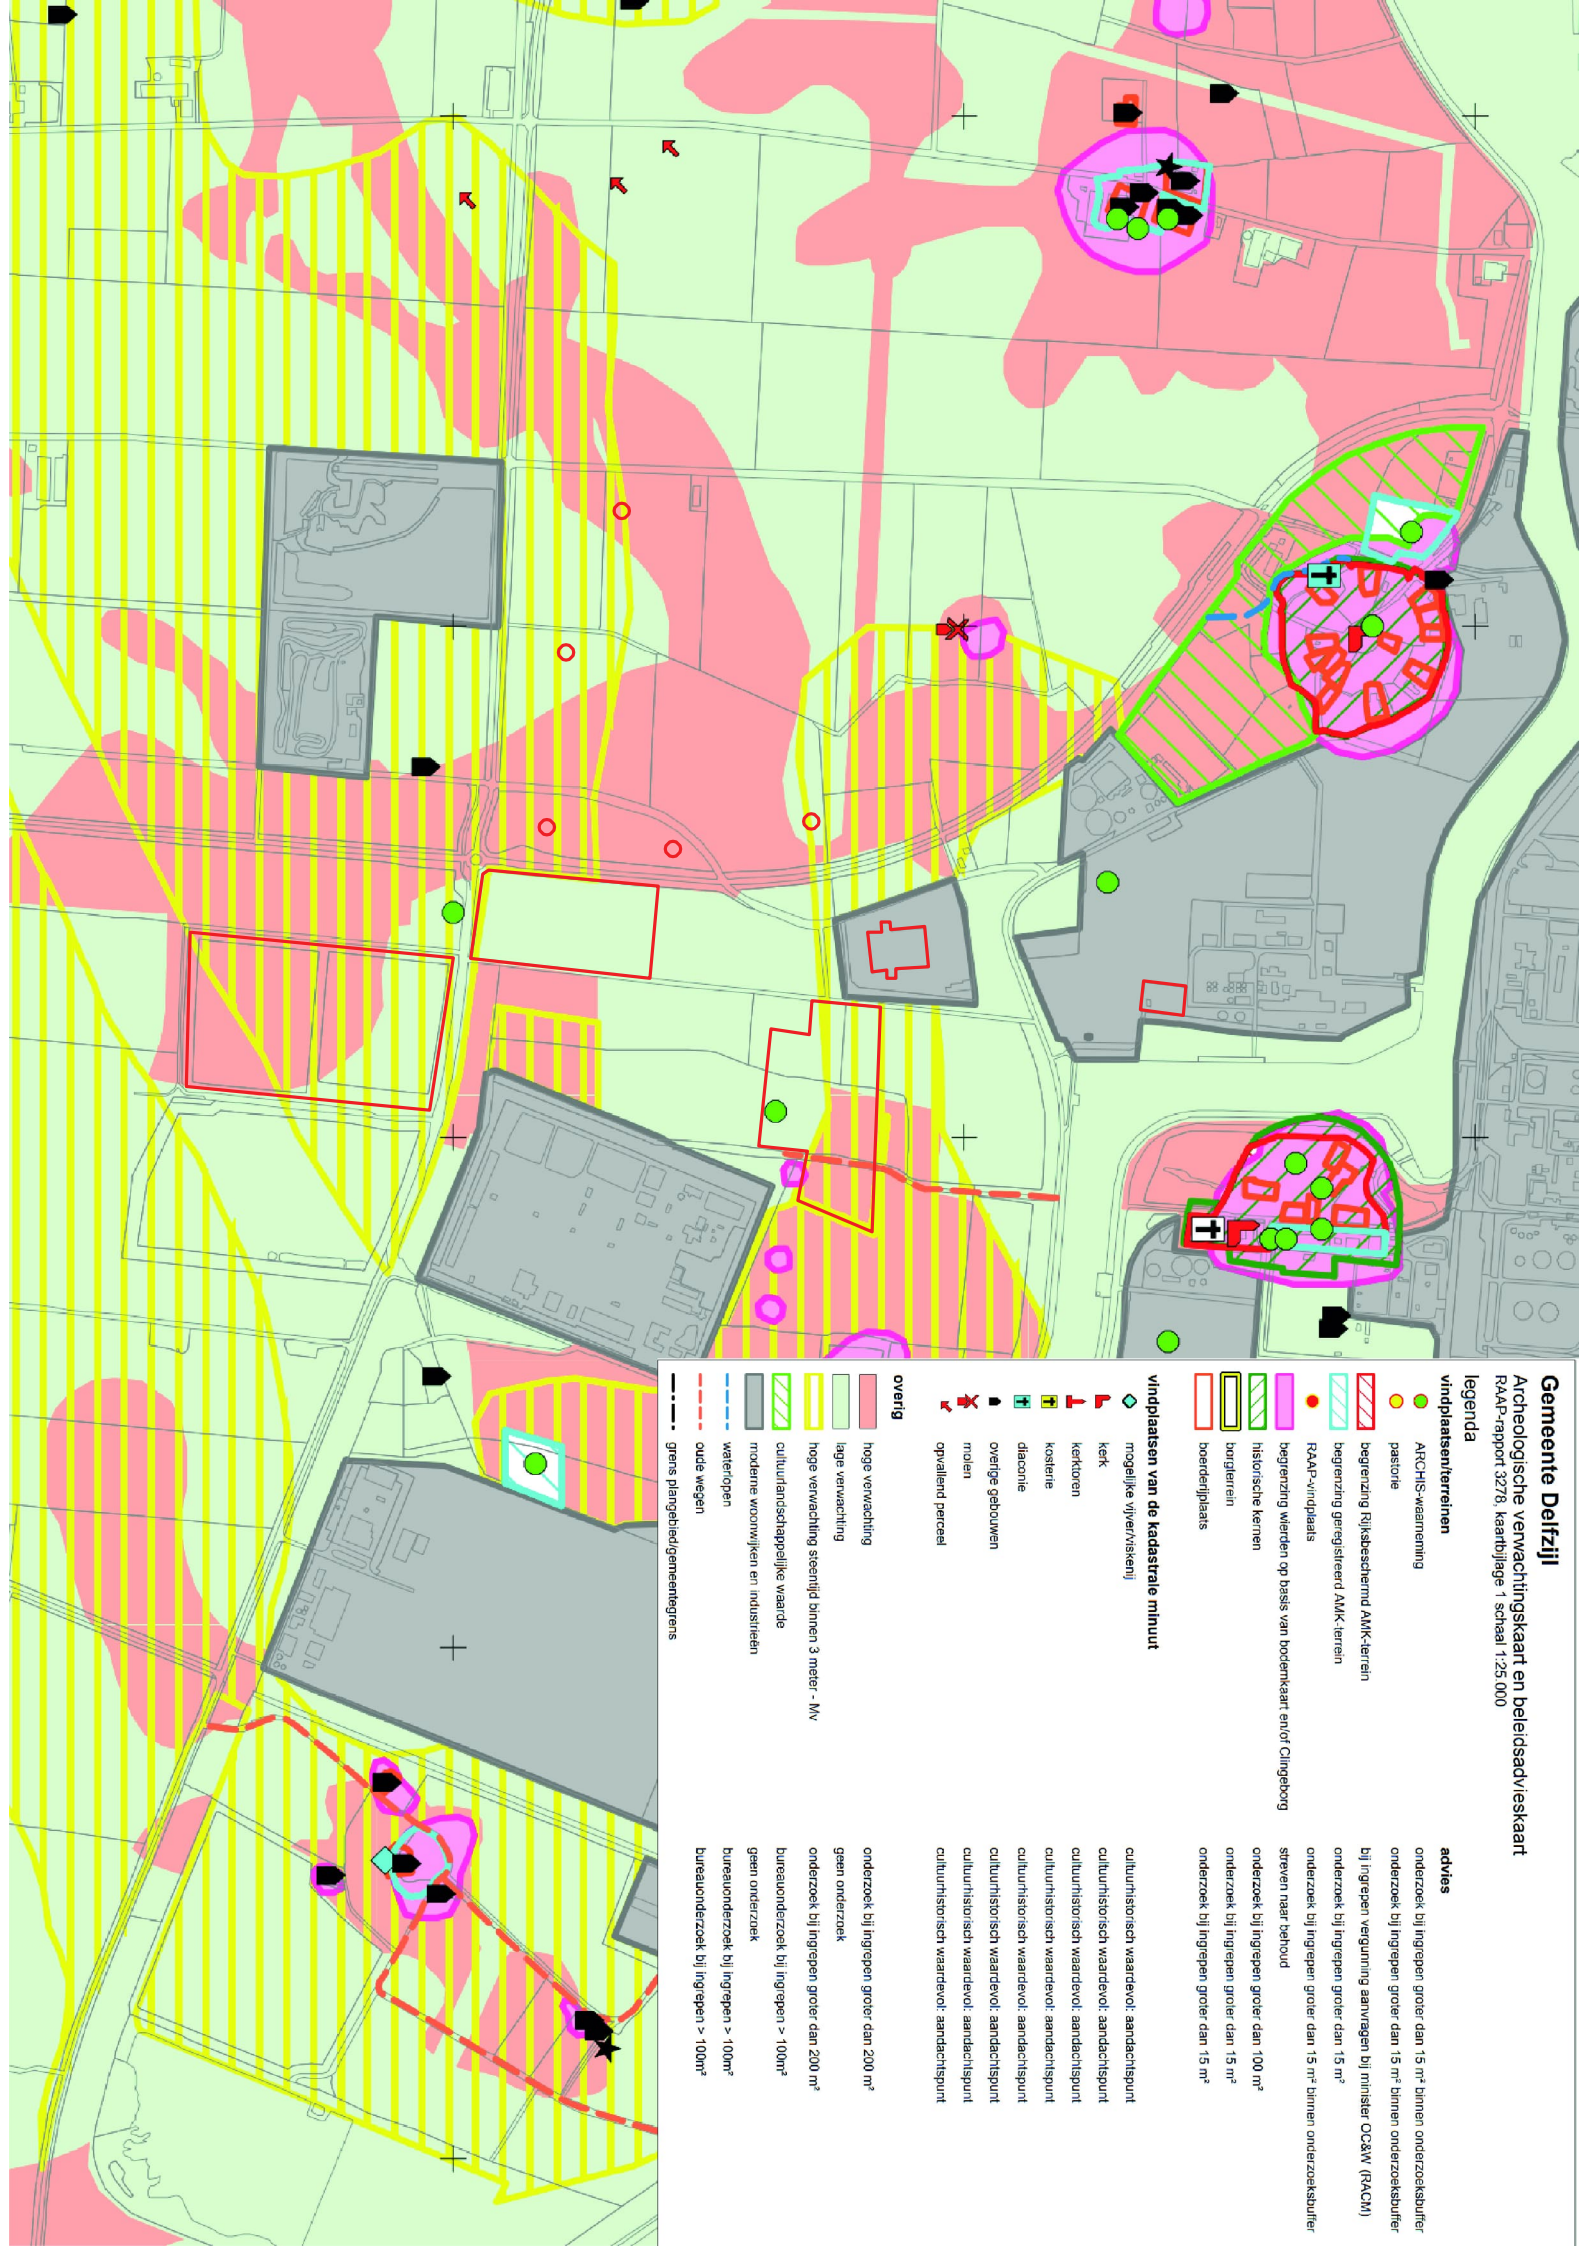 Gemeente Delfzijl
Archeologische verwachtingskaart en beleidsadvieskaart
RAAP-rapport 3278, kaartbijlage 1 schaal 1:25.000
legenda
vindplaatsen/terreinen advies
ARCHIS-waarneming onderzoek bij ingrepen groter dan 15 m² binnen onderzoeksbuffer
pastorie onderzoek bij ingrepen groter dan 15 m² binnen onderzoeksbuffer
begrenzing Rijksbeschermd AMK-terrein bij ingrepen vergunning aanvragen bij minister OC&W (RACM)
begrenzing geregistreerd AMK-terrein onderzoek bij ingrepen groter dan 15 m²
RAAP-vindplaats onderzoek bij ingrepen groter dan 15 m² binnen onderzoeksbuffer
begrenzing wierden op basis van bodemkaart en/of Clingeborg streven naar behoud
historische kernen onderzoek bij ingrepen groter dan 100 m²
borgterrein onderzoek bij ingrepen groter dan 15 m²
boerderijplaats onderzoek bij ingrepen groter dan 15 m²
vindplaatsen van de kadastrale minuut
mogelijke vijver/viskenij cultuurhistorisch waardevol: aandachtspunt
kerk cultuurhistorisch waardevol: aandachtspunt
kerktoren cultuurhistorisch waardevol: aandachtspunt
kosterie cultuurhistorisch waardevol: aandachtspunt
diaconie cultuurhistorisch waardevol: aandachtspunt
overige gebouwen cultuurhistorisch waardevol: aandachtspunt
molen cultuurhistorisch waardevol: aandachtspunt
opvallend perceel cultuurhistorisch waardevol: aandachtspunt
overig
hoge verwachting onderzoek bij ingrepen groter dan 200 m²
lage verwachting geen onderzoek
hoge verwachting steentijd binnen 3 meter - Mv onderzoek bij ingrepen groter dan 200 m²
cultuurlandschappelijke waarde bureauonderzoek bij ingrepen > 100m²
moderne woonwijken en industrieën geen onderzoek
waterlopen bureauonderzoek bij ingrepen > 100m²
oude wegen bureauonderzoek bij ingrepen > 100m²
grens plangebied/gemeentegrens